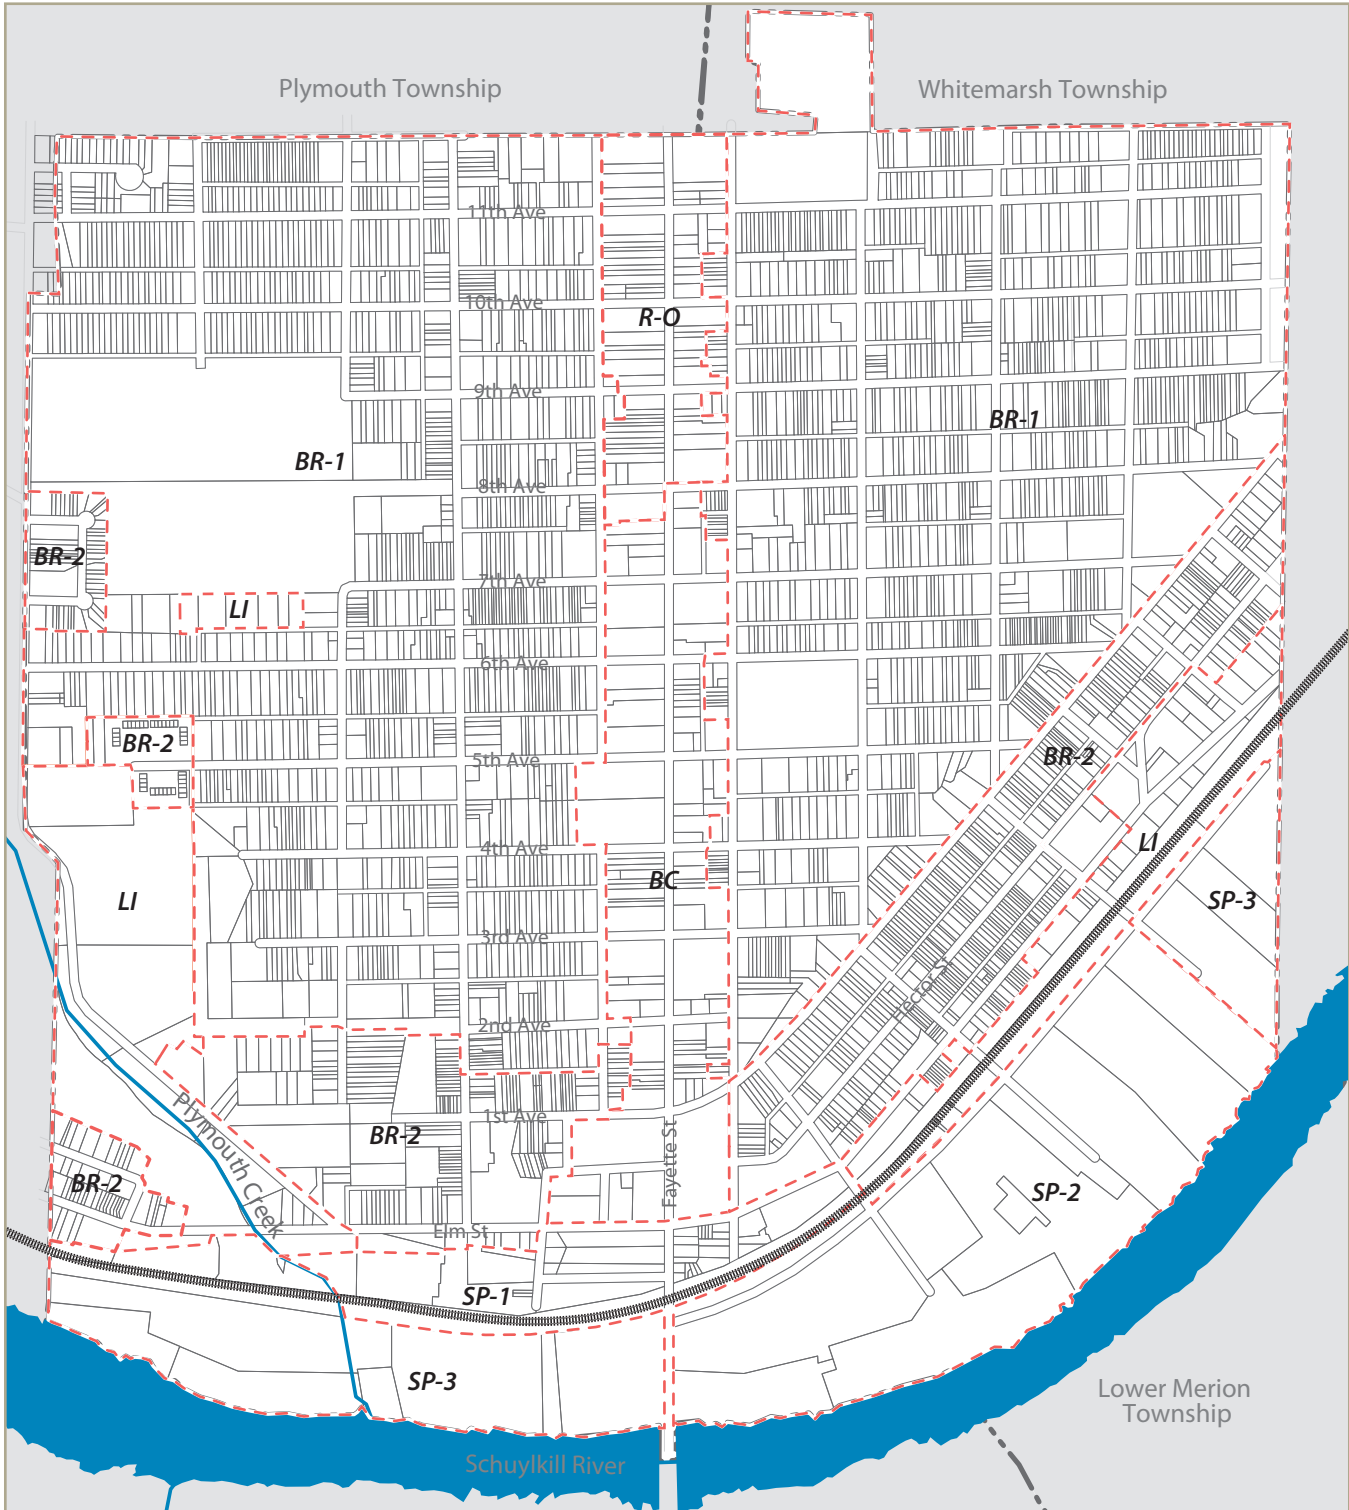 Plymouth Township
Whitemarsh Township
11th Ave
10th Ave
R-O
9th Ave
BR-1
BR-1
8th Ave
BR-2
7th Ave
LI
6th Ave
BR-2
BR-2
5th Ave
LI
4th Ave
BC
LI
SP-3
3rd Ave
Hector St
2nd Ave
Plymouth Creek
1st Ave
BR-2
Fayette St
BR-2
SP-2
Elm St
SP-1
SP-3
Lower Merion
Township
Schuylkill River